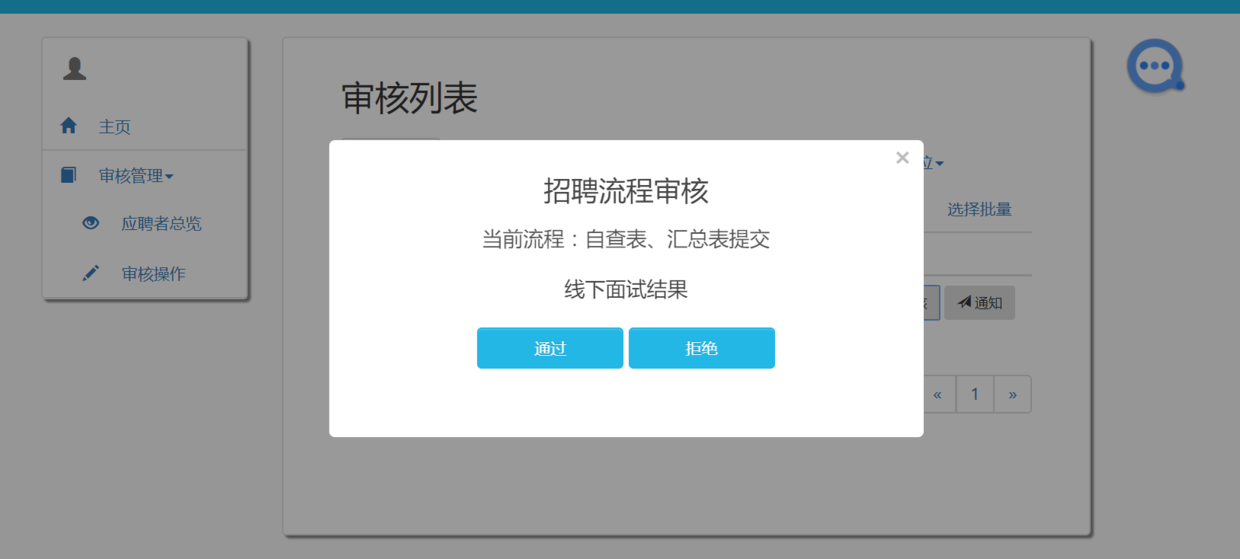 主页
审核管理
应聘者总览
审核操作
审核列表
位
选择批量
通知
« 1 »
×
招聘流程审核
当前流程：自查表、汇总表提交
线下面试结果
通过 拒绝